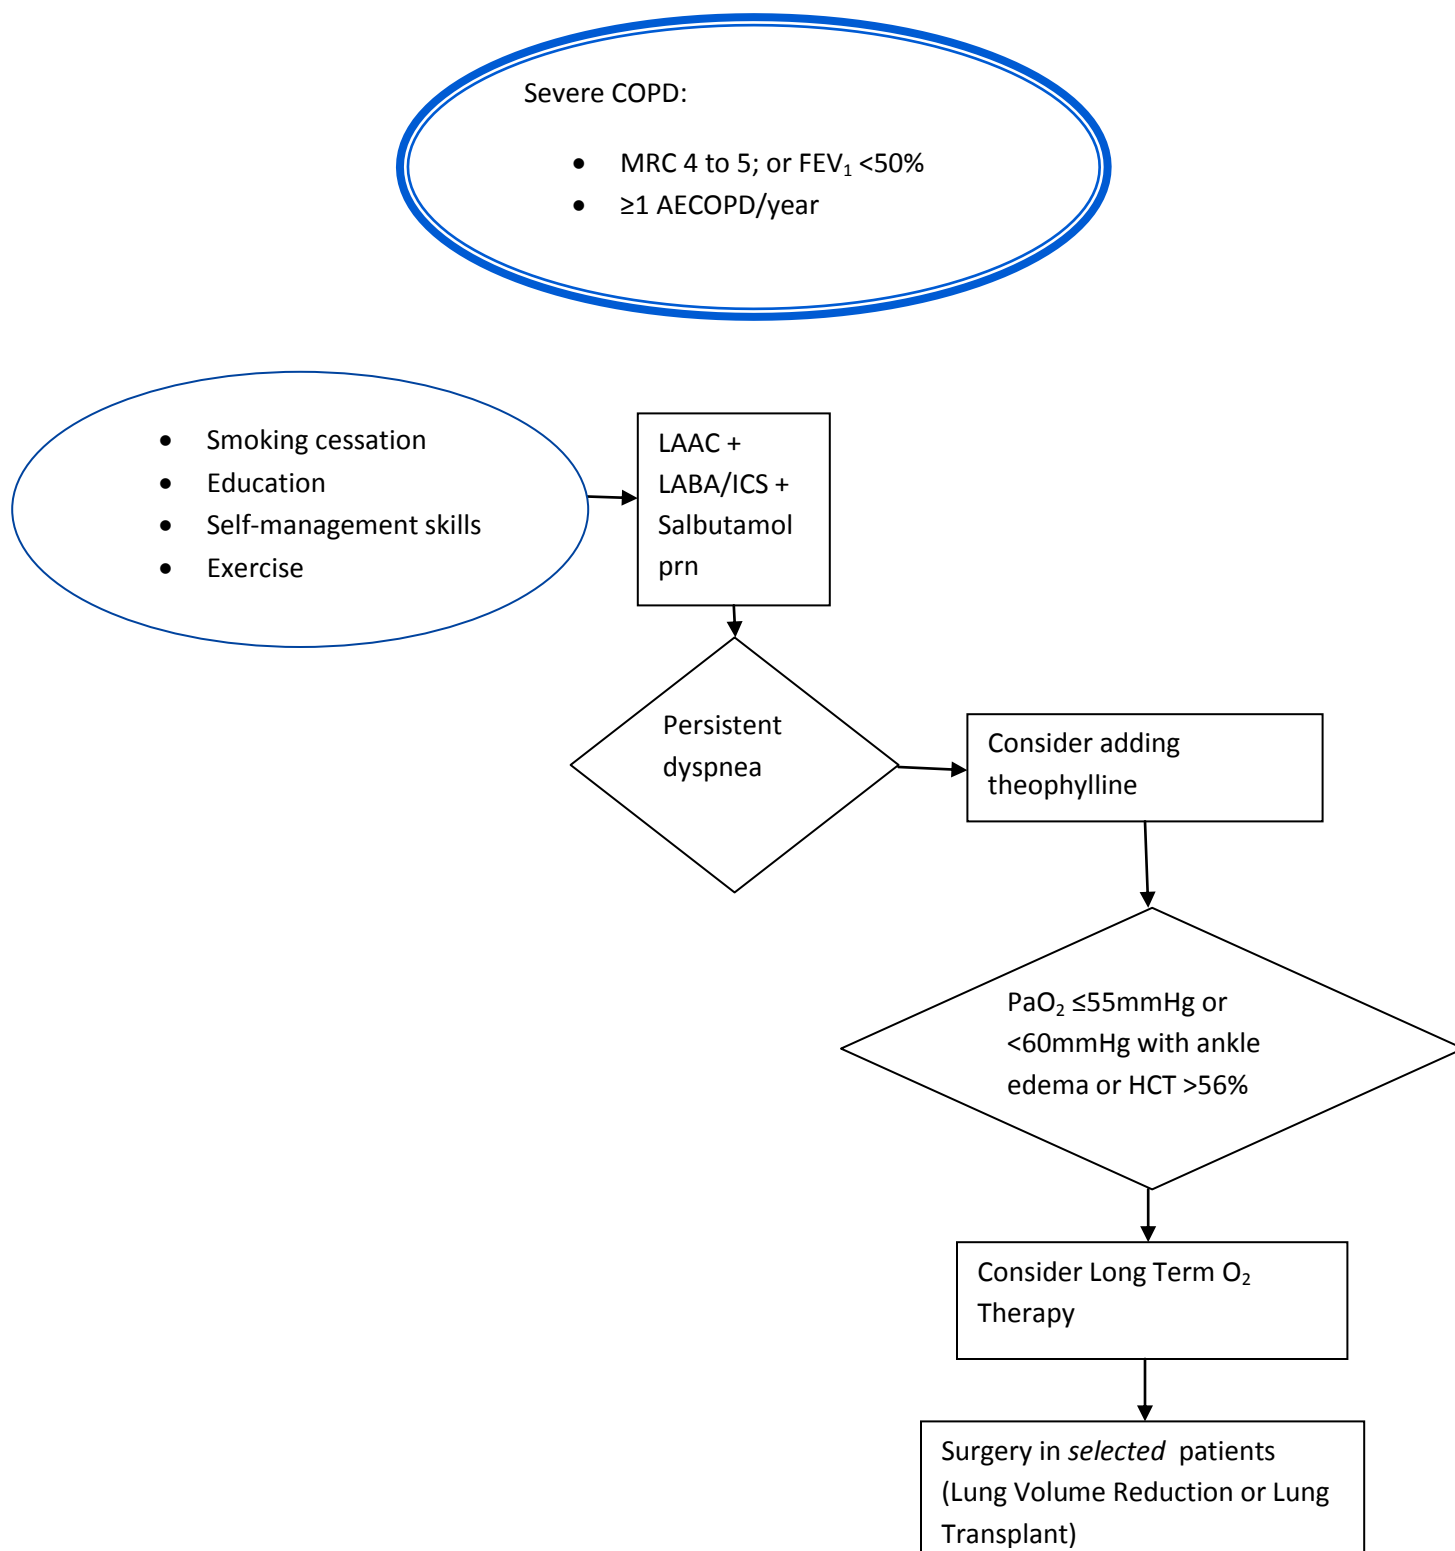 Severe COPD:
• MRC 4 to 5; or FEV₁ <50%
• ≥1 AECOPD/year
• Smoking cessation
• Education
• Self-management skills
• Exercise
LAAC +
LABA/ICS +
Salbutamol
prn
Persistent
dyspnea
Consider adding
theophylline
PaO₂ ≤55mmHg or
<60mmHg with ankle
edema or HCT >56%
Consider Long Term O₂
Therapy
Surgery in selected patients
(Lung Volume Reduction or Lung
Transplant)